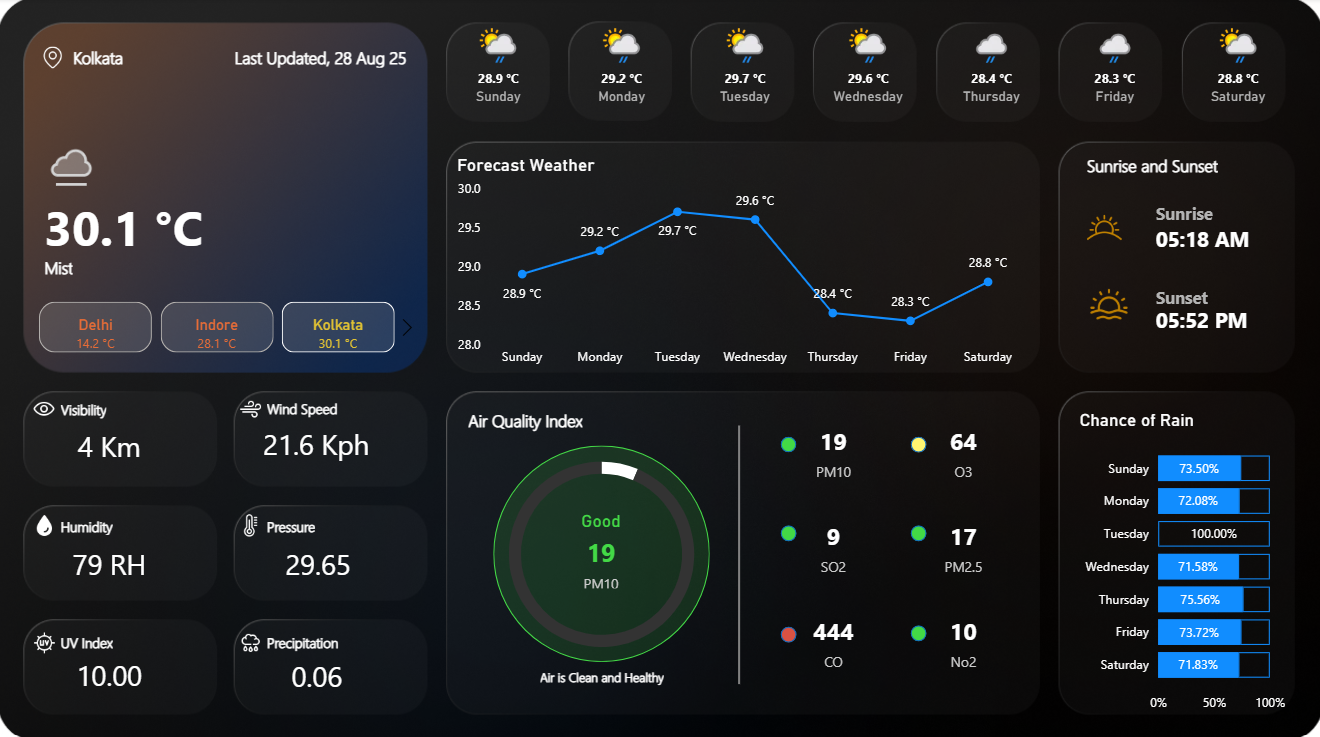 Kolkata
Last Updated, 28 Aug 25
30.1 °C
Mist
Delhi
14.2 °C
Indore
28.1 °C
Kolkata
30.1 °C
28.9 °C
Sunday
29.2 °C
Monday
29.7 °C
Tuesday
29.6 °C
Wednesday
28.4 °C
Thursday
28.3 °C
Friday
28.8 °C
Saturday
Forecast Weather
30.0
29.5
29.0
28.5
28.0
28.9 °C
29.2 °C
29.7 °C
29.6 °C
28.4 °C
28.3 °C
28.8 °C
Sunday Monday Tuesday Wednesday Thursday Friday Saturday
Sunrise and Sunset
Sunrise
05:18 AM
Sunset
05:52 PM
Visibility
4 Km
Wind Speed
21.6 Kph
Humidity
79 RH
Pressure
29.65
UV
UV Index
10.00
Precipitation
0.06
Air Quality Index
Good
19
PM10
Air is Clean and Healthy
19
PM10
64
O3
9
SO2
17
PM2.5
444
CO
10
No2
Chance of Rain
Sunday 73.50%
Monday 72.08%
Tuesday 100.00%
Wednesday 71.58%
Thursday 75.56%
Friday 73.72%
Saturday 71.83%
0% 50% 100%